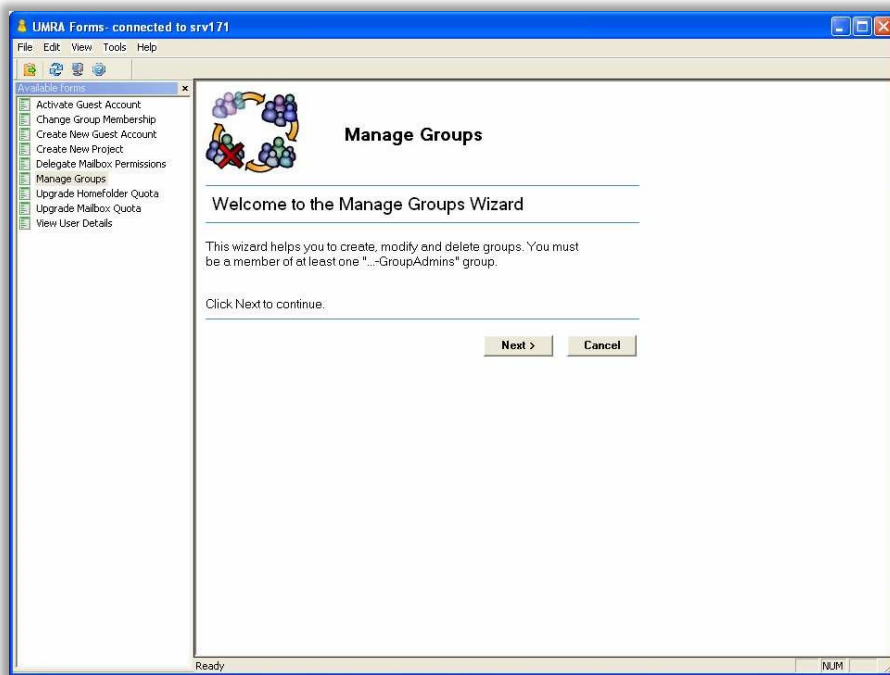 UMRA Forms- connected to srv171
File Edit View Tools Help
Available forms
Activate Guest Account
Change Group Membership
Create New Guest Account
Create New Project
Delegate Mailbox Permissions
Manage Groups
Upgrade Homefolder Quota
Upgrade Mailbox Quota
View User Details
Manage Groups
Welcome to the Manage Groups Wizard
This wizard helps you to create, modify and delete groups. You must
be a member of at least one "...-GroupAdmins" group.
Click Next to continue.
Next > Cancel
Ready NUM